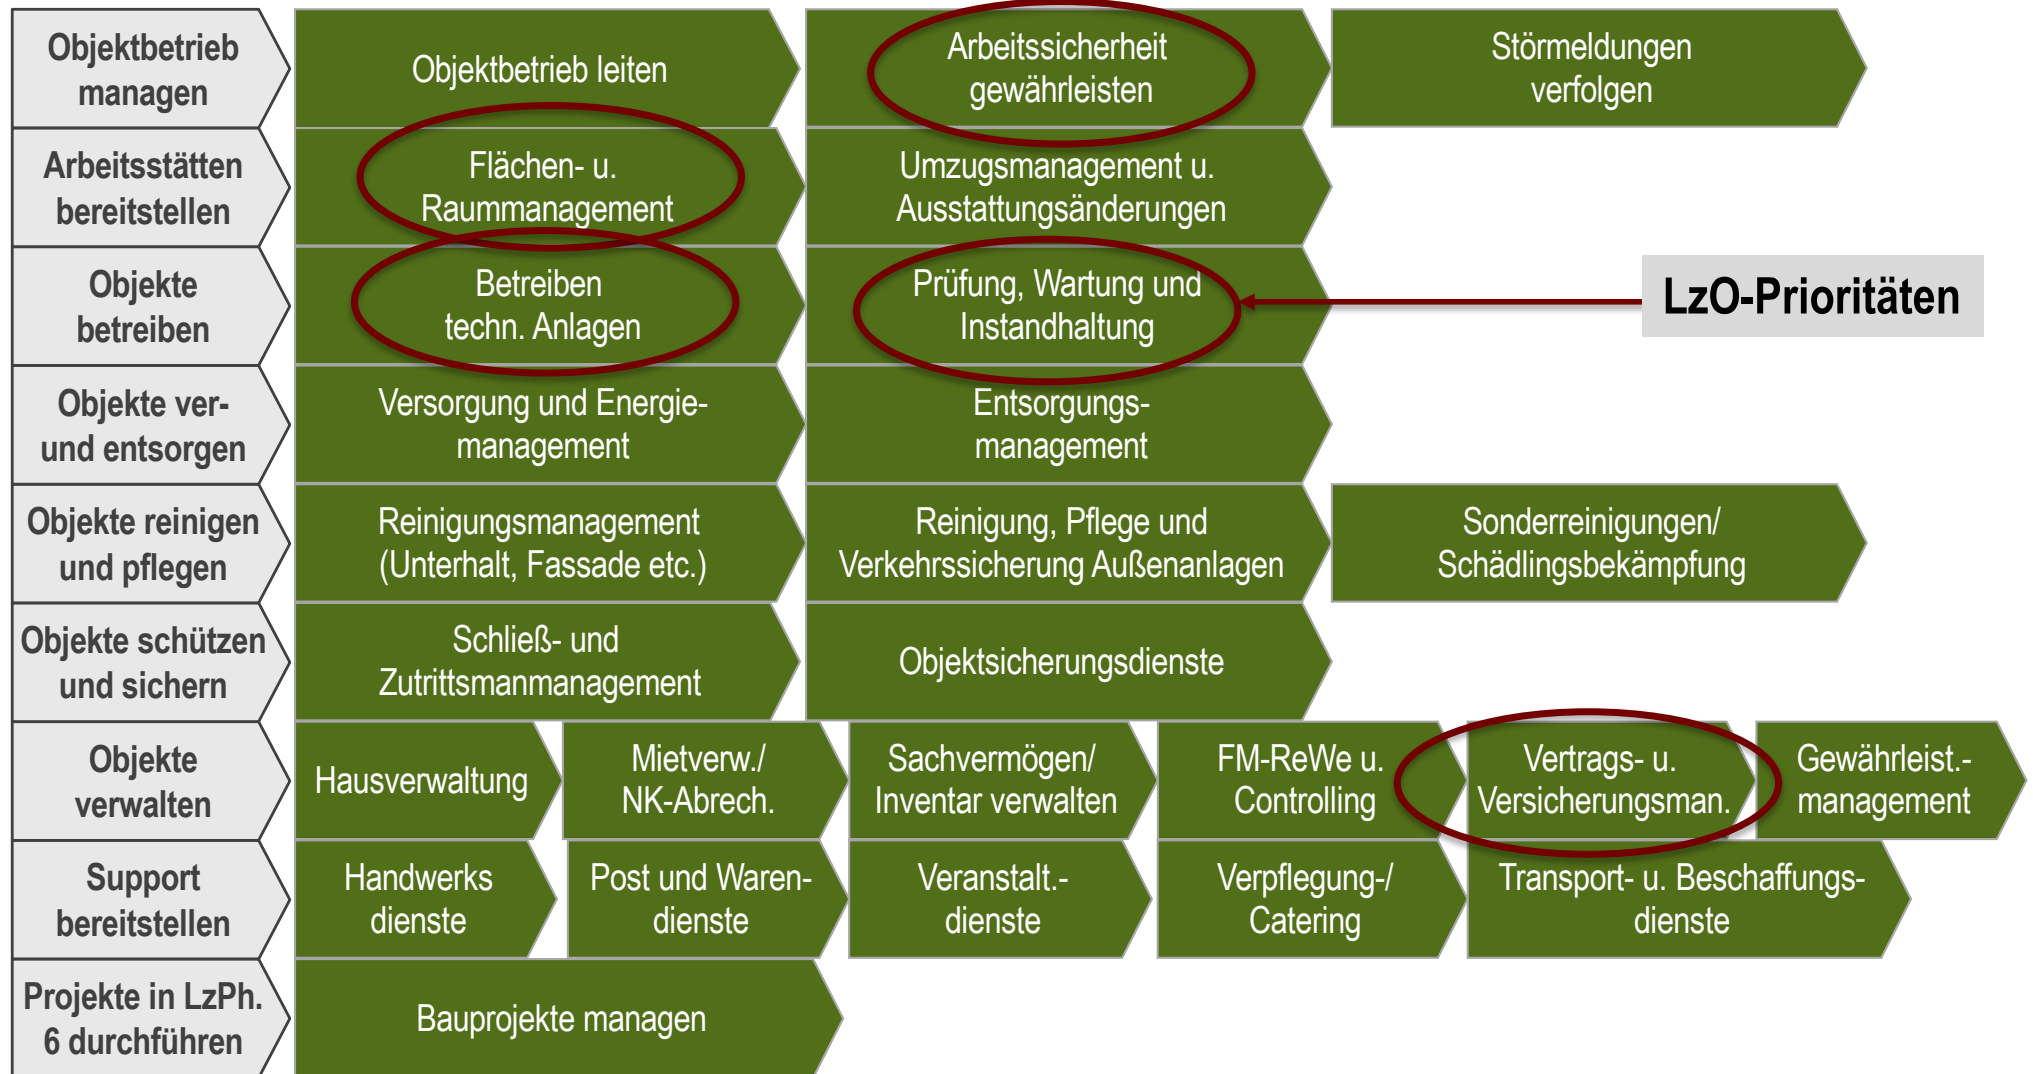 Objektbetrieb
managen
Objektbetrieb leiten
Arbeitssicherheit
gewährleisten
Störmeldungen
verfolgen
Arbeitsstätten
bereitstellen
Flächen- u.
Raummanagement
Umzugsmanagement u.
Ausstattungsänderungen
Objekte
betreiben
Betreiben
techn. Anlagen
Prüfung, Wartung und
Instandhaltung
LzO-Prioritäten
Objekte ver-
und entsorgen
Versorgung und Energie-
management
Entsorgungs-
management
Objekte reinigen
und pflegen
Reinigungsmanagement
(Unterhalt, Fassade etc.)
Reinigung, Pflege und
Verkehrssicherung Außenanlagen
Sonderreinigungen/
Schädlingsbekämpfung
Objekte schützen
und sichern
Schließ- und
Zutrittsmanmanagement
Objektsicherungsdienste
Objekte
verwalten
Hausverwaltung
Mietverw./
NK-Abrech.
Sachvermögen/
Inventar verwalten
FM-ReWe u.
Controlling
Vertrags- u.
Versicherungsman.
Gewährleist.-
management
Support
bereitstellen
Handwerks
dienste
Post und Waren-
dienste
Veranstalt.-
dienste
Verpflegung-/
Catering
Transport- u. Beschaffungs-
dienste
Projekte in LzPh.
6 durchführen
Bauprojekte managen